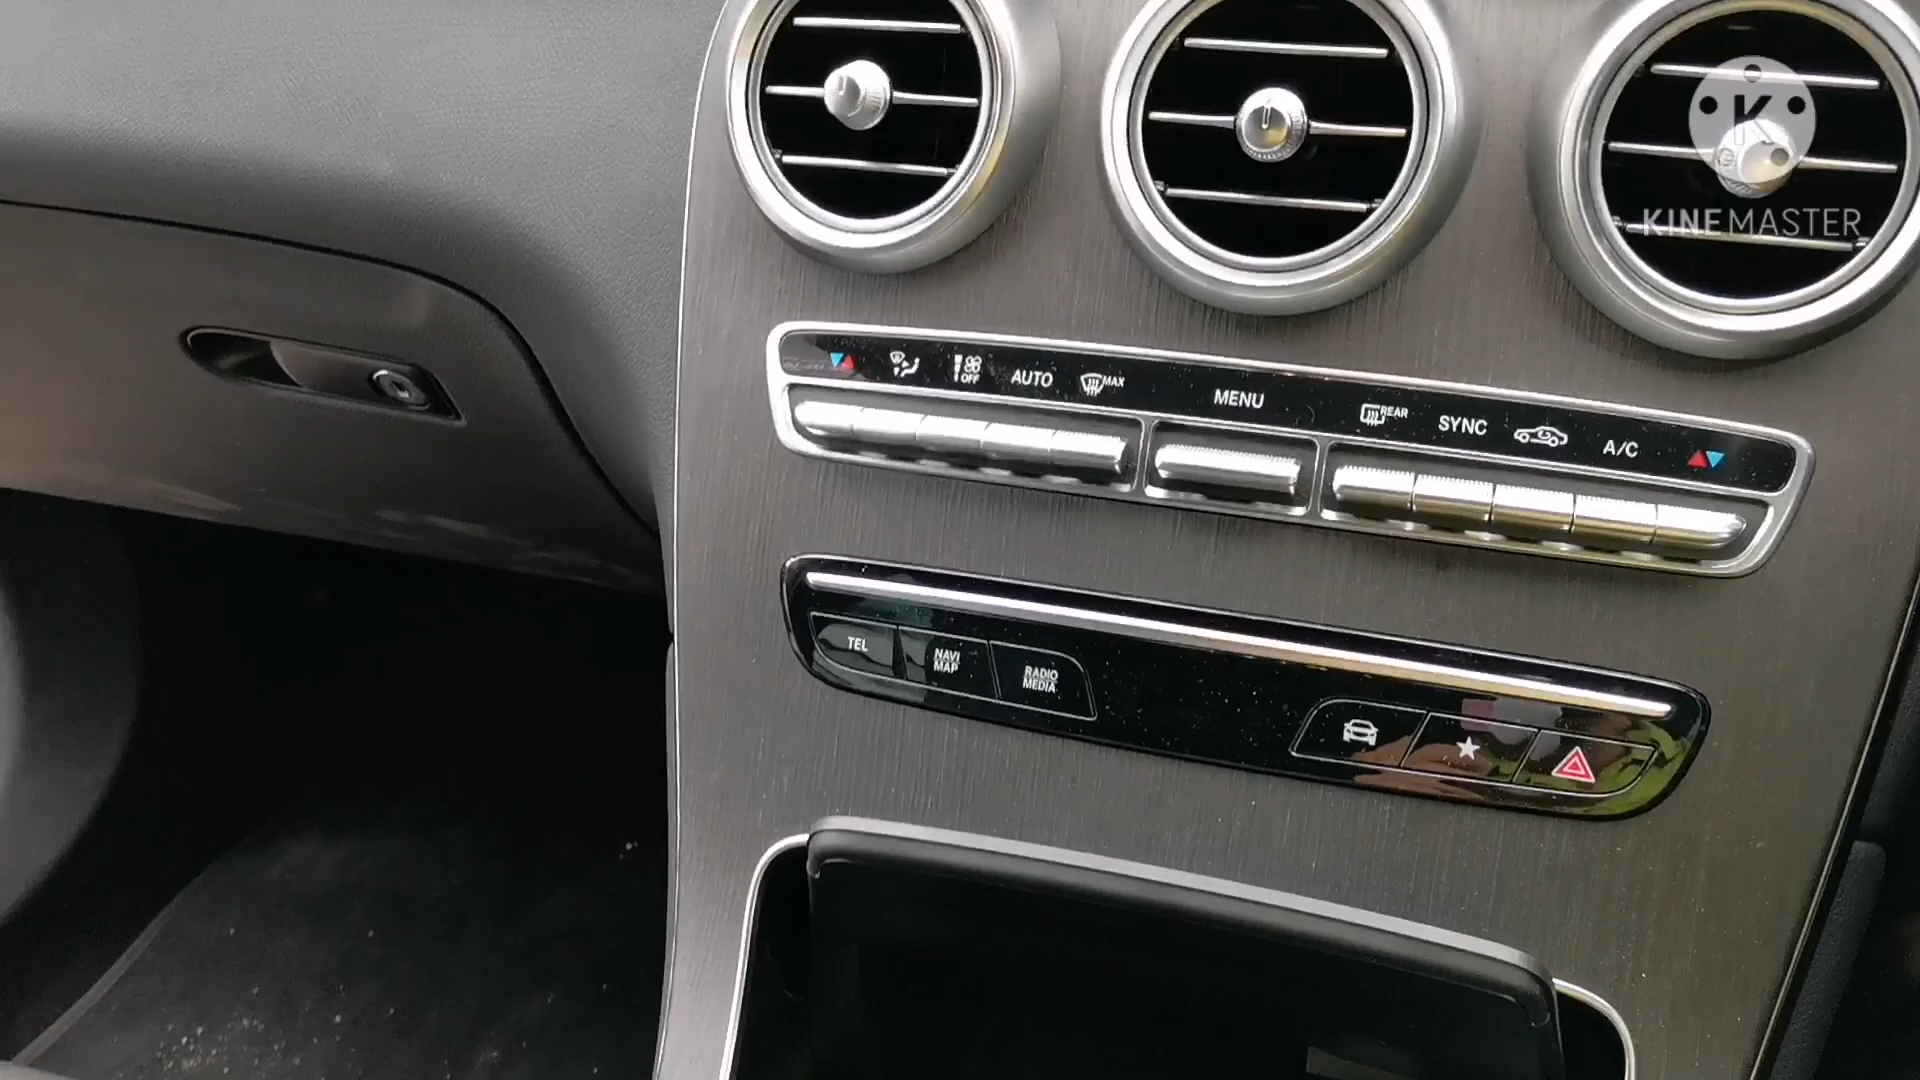 K
KINEMASTER
OFF
AUTO
MAX
MENU
REAR
SYNC
A/C
TEL
NAVI
MAP
RADIO
MEDIA